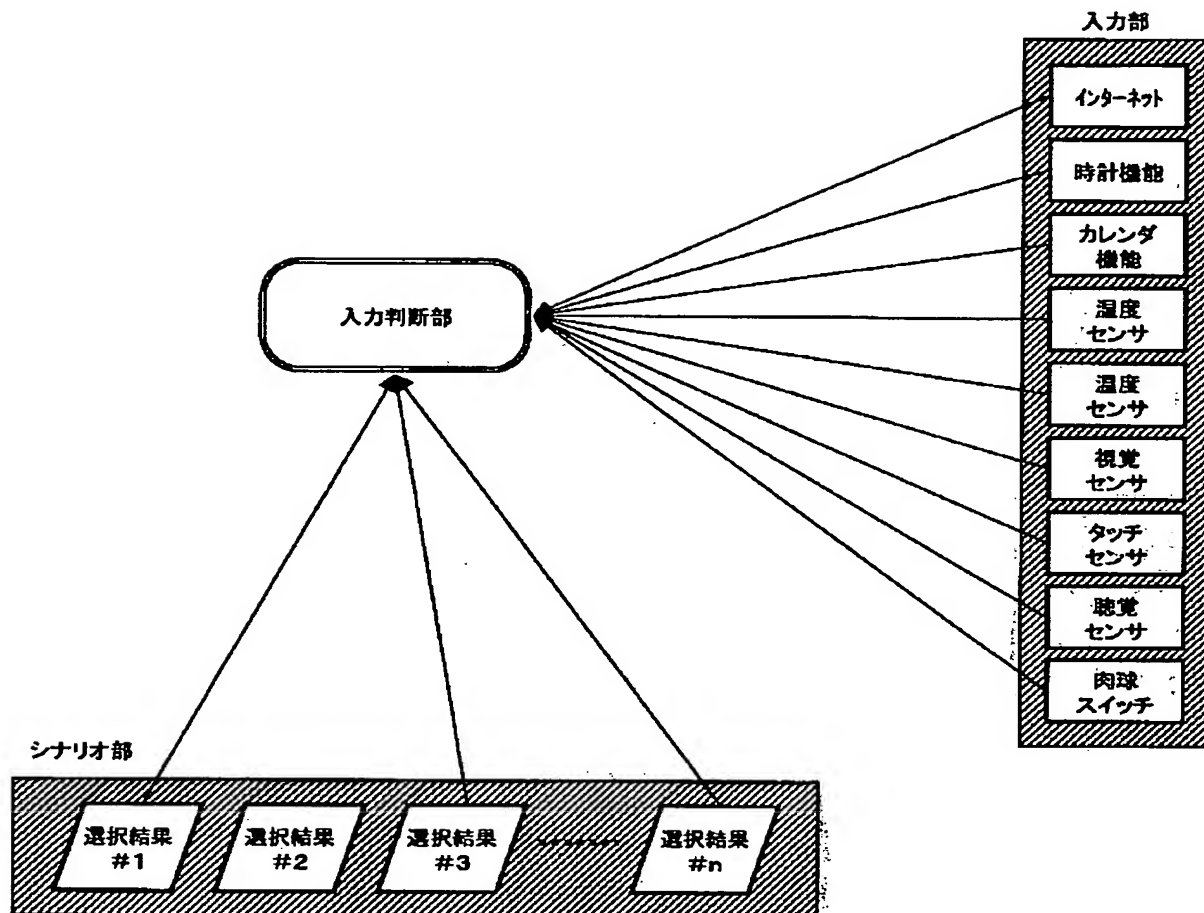 入力部
インターネット
時計機能
カレンダ
機能
湿度
センサ
温度
センサ
視覚
センサ
タッチ
センサ
聴覚
センサ
肉球
スイッチ
入力判断部
シナリオ部
選択結果
#1
選択結果
#2
選択結果
#3
選択結果
#n